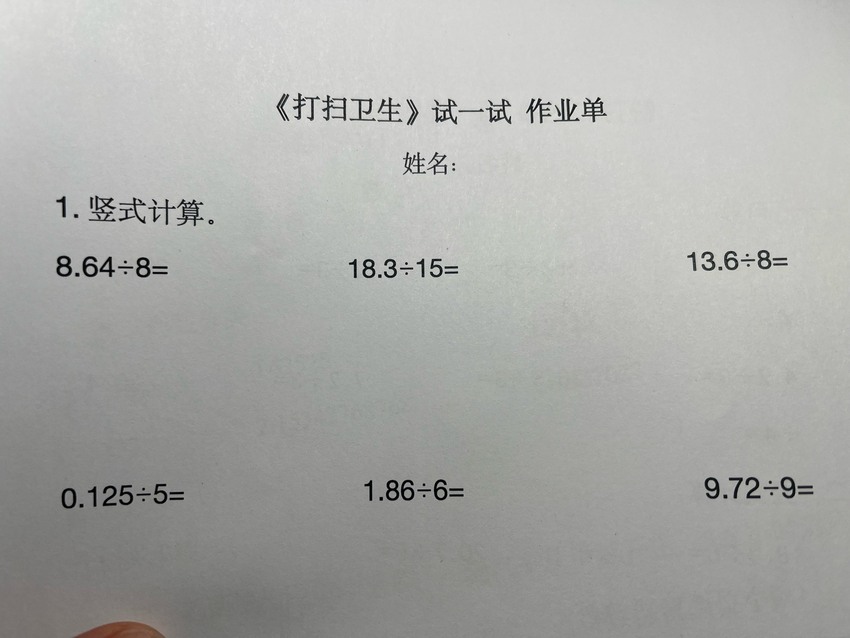 《打扫卫生》试一试 作业单
姓名:
1. 竖式计算。
8.64÷8= 18.3÷15= 13.6÷8=
0.125÷5= 1.86÷6= 9.72÷9=